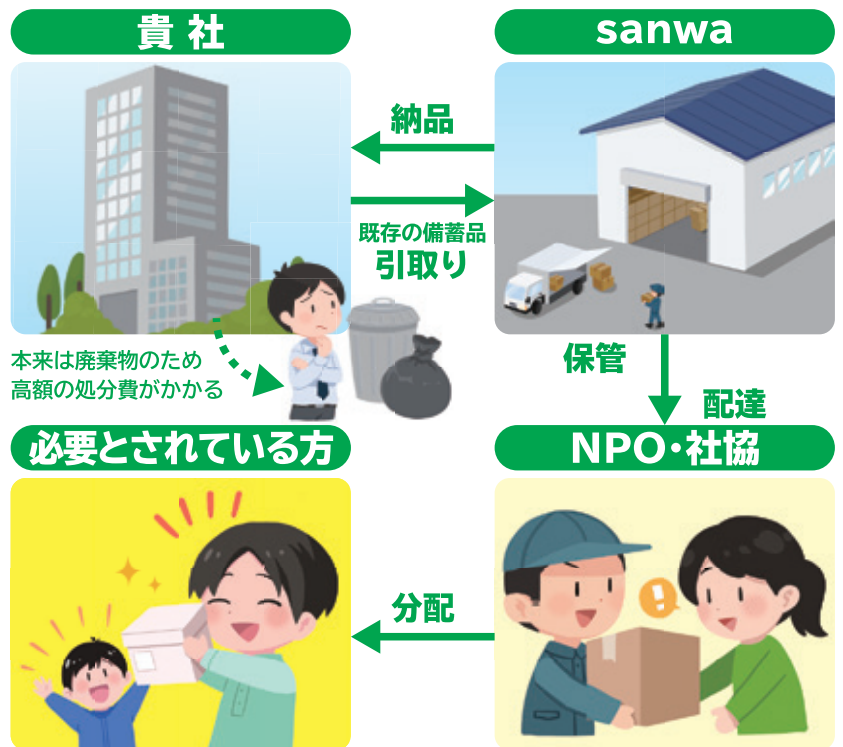 貴社
sanwa
納品
既存の備蓄品
引取り
本来は廃棄物のため
高額の処分費がかかる
保管
配達
必要とされている方
NPO・社協
分配